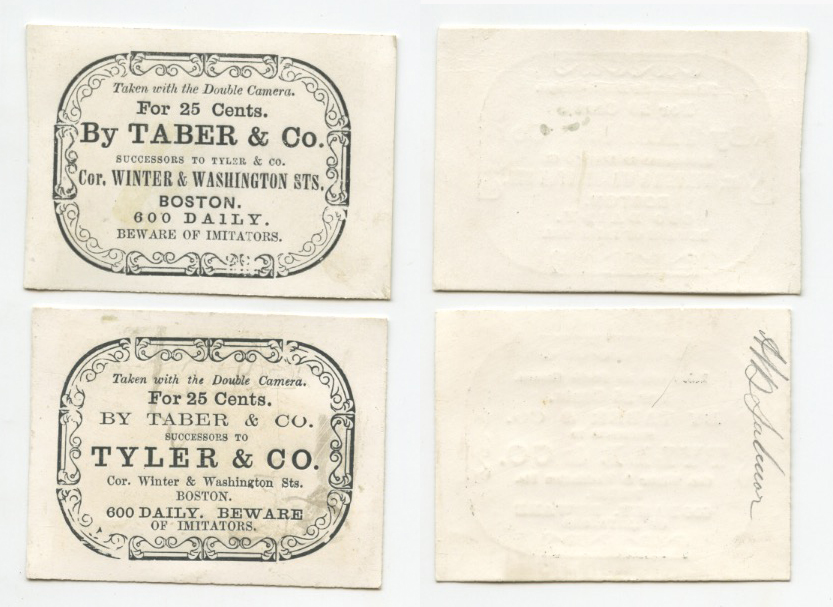 Taken with the Double Camera.
For 25 Cents.
By TABER & Co.
SUCCESSORS TO TYLER & CO.
Cor. WINTER & WASHINGTON STS.
BOSTON.
600 DAILY.
BEWARE OF IMITATORS.
Taken with the Double Camera.
For 25 Cents.
BY TABER & CO.
SUCCESSORS TO
TYLER & CO.
Cor. Winter & Washington Sts.
BOSTON.
600 DAILY. BEWARE
OF IMITATORS.